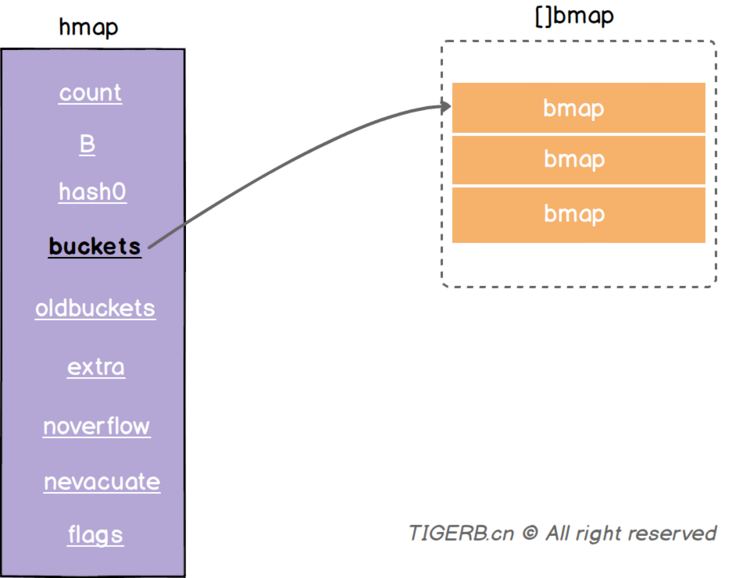 hmap
count
B
hash0
buckets
oldbuckets
extra
noverflow
nevacuate
flags
[]bmap
bmap
bmap
bmap
TIGERB.cn © All right reserved